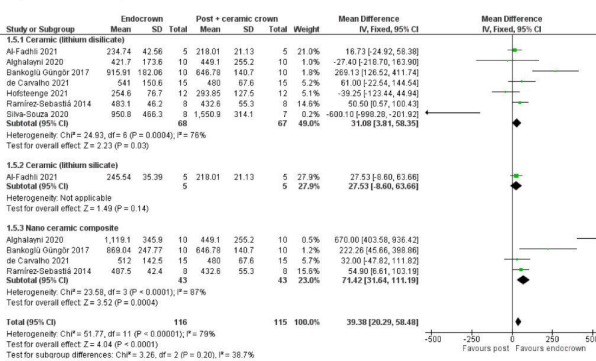 Endocrown Post + ceramic crown Mean Difference Mean Difference
Study or Subgroup Mean SD Total Mean SD Total Weight IV, Fixed, 95% CI IV, Fixed, 95% CI
1.5.1 Ceramic (lithium disilicate)
Al-Fadhli 2021 234.74 42.56 5 218.01 21.13 5 21.0% 16.73 [-24.92, 58.38]
Alghalayni 2020 421.7 173.6 10 449.1 255.2 10 -27.40 [-218.70, 163.90]
Bankoglü Güngör 2017 915.91 182.06 10 646.78 140.7 10 269.13 [126.52, 411.74]
de Carvalho 2021 541 150.6 15 480 67.6 15 61.00 [-22.54, 144.54]
Hofsteenge 2021 254.6 76.7 12 293.85 127.5 12 -39.25 [-123.44, 44.94]
Ramírez-Sebastiá 2014 483.1 46.2 8 432.6 55.3 8 50.50 [0.57, 100.43]
Silva-Souza 2020 950.8 466.3 8 1,550.9 314.1 7 0.2% -600.10 [-998.28, -201.92]
Subtotal (95% CI) 68 67 49.0% 31.08 [3.81, 58.35]
Heterogeneity: Chi² = 24.93, df = 6 (P = 0.0004); I² = 76%
Test for overall effect: Z = 2.23 (P = 0.03)
1.5.2 Ceramic (lithium silicate)
Al-Fadhli 2021 245.54 35.39 5 218.01 21.13 5 27.9% 27.53 [-8.60, 63.66]
Subtotal (95% CI) 5 5 27.9% 27.53 [-8.60, 63.66]
Heterogeneity: Not applicable
Test for overall effect: Z = 1.49 (P = 0.14)
1.5.3 Nano ceramic composite
Alghalayni 2020 1,119.1 345.9 10 449.1 255.2 10 0.5% 670.00 [403.58, 936.42]
Bankoglü Güngör 2017 869.04 247.77 10 646.78 140.7 10 222.26 [45.66, 398.86]
de Carvalho 2021 512 142.5 15 480 67.6 15 32.00 [-47.82, 111.82]
Ramírez-Sebastiá 2014 487.5 42.4 8 432.6 55.3 8 54.90 [6.61, 103.19]
Subtotal (95% CI) 43 43 23.0% 71.42 [31.64, 111.19]
Heterogeneity: Chi² = 23.58, df = 3 (P < 0.0001); I² = 87%
Test for overall effect: Z = 3.52 (P = 0.0004)
Total (95% CI) 116 115 100.0% 39.38 [20.29, 58.48]
Heterogeneity: Chi² = 51.77, df = 11 (P < 0.00001); I² = 79%
Test for overall effect: Z = 4.04 (P < 0.0001)
Test for subgroup differences: Chi² = 3.26, df = 2 (P = 0.20), I² = 38.7%
-500 -250 0 250 500
Favours post Favours endocrown